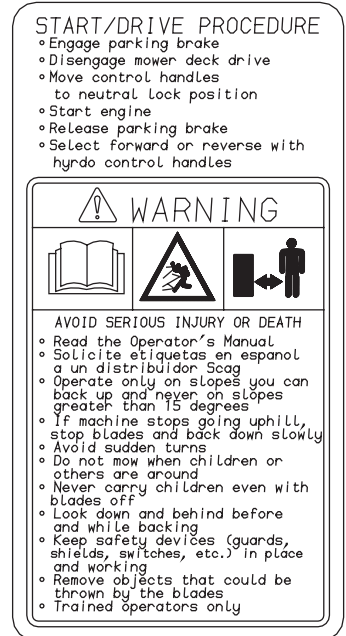 START/DRIVE PROCEDURE
° Engage parking brake
° Disengage mower deck drive
° Move control handles
to neutral lock position
° Start engine
° Release parking brake
° Select forward or reverse with
hyrdo control handles
! WARNING
AVOID SERIOUS INJURY OR DEATH
° Read the Operator's Manual
° Solicite etiquetas en espanol
a un distribuidor Scag
° Operate only on slopes you can
back up and never on slopes
greater than 15 degrees
° If machine stops going uphill,
stop blades and back down slowly
° Avoid sudden turns
° Do not mow when children or
others are around
° Never carry children even with
blades off
° Look down and behind before
and while backing
° Keep safety devices (guards,
shields, switches, etc.) in place
and working
° Remove objects that could be
thrown by the blades
° Trained operators only